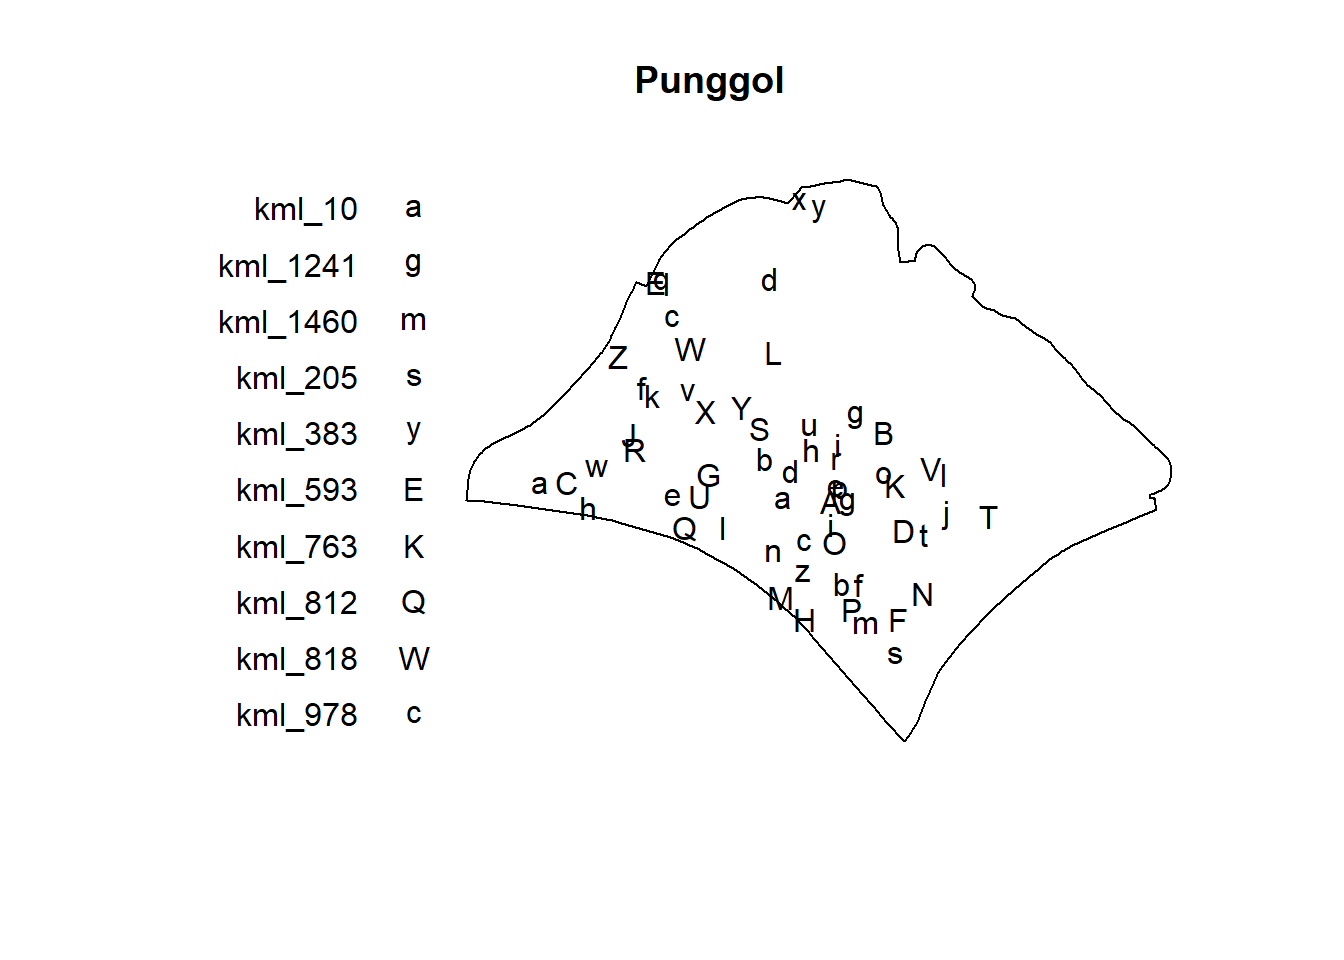 Punggol
kml_10 a
kml_1241 g
kml_1460 m
kml_205 s
kml_383 y
kml_593 E
kml_763 K
kml_812 Q
kml_818 W
kml_978 c
x y
E q d
c
W L
Z
f k v
X Y g
S u B
J
R b h i
r
w G d o V l
a C e K
e U a A g
h j T
Q I i D t
n c O
z
M b f N
H P m F
s